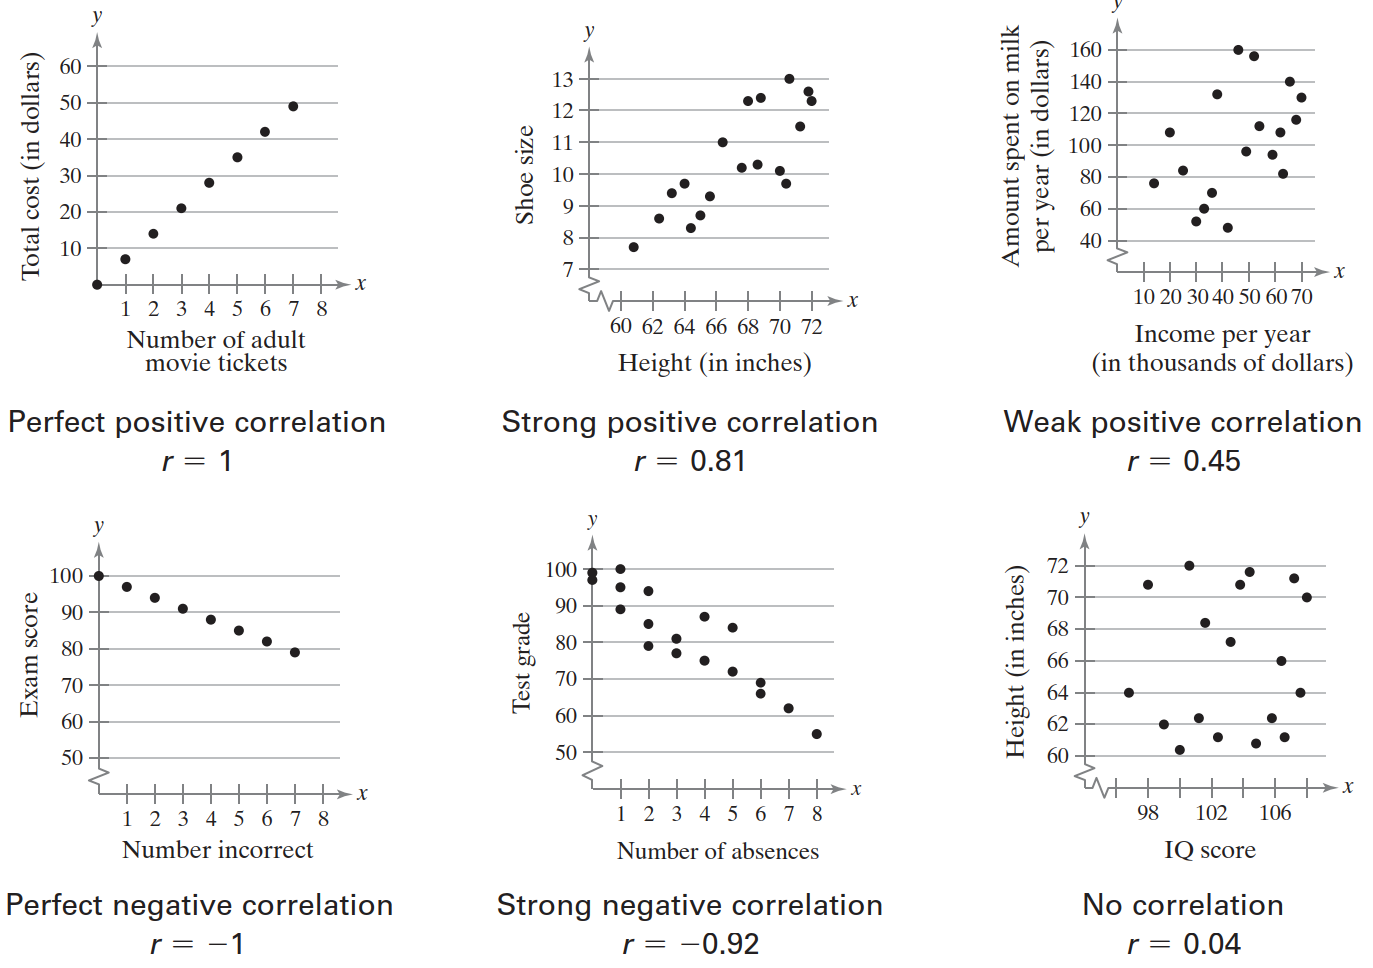 y
Total cost (in dollars)
60
50
40
30
20
10
x
1 2 3 4 5 6 7 8
Number of adult
movie tickets
Perfect positive correlation
r = 1
y
Shoe size
13
12
11
10
9
8
7
x
60 62 64 66 68 70 72
Height (in inches)
Strong positive correlation
r = 0.81
y
Amount spent on milk
per year (in dollars)
160
140
120
100
80
60
40
x
10 20 30 40 50 60 70
Income per year
(in thousands of dollars)
Weak positive correlation
r = 0.45
y
Exam score
100
90
80
70
60
50
x
1 2 3 4 5 6 7 8
Number incorrect
Perfect negative correlation
r = −1
y
Test grade
100
90
80
70
60
50
x
1 2 3 4 5 6 7 8
Number of absences
Strong negative correlation
r = −0.92
y
Height (in inches)
72
70
68
66
64
62
60
x
98 102 106
IQ score
No correlation
r = 0.04